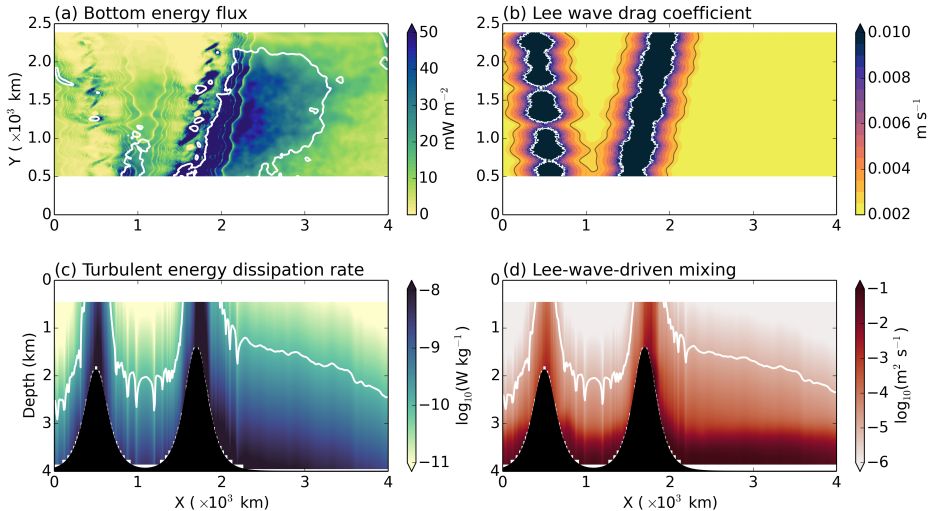 (a) Bottom energy flux
(b) Lee wave drag coefficient
2.5
2.0
1.5
1.0
0.5
0
Y ( ×10³ km)
0 1 2 3 4
50
40
30
20
10
0
mW m⁻²
2.5
2.0
1.5
1.0
0.5
0
0 1 2 3 4
0.010
0.008
0.006
0.004
0.002
m s⁻¹
(c) Turbulent energy dissipation rate
(d) Lee-wave-driven mixing
0
1
2
3
4
Depth (km)
0 1 2 3 4
X ( ×10³ km)
−8
−9
−10
−11
log₁₀(W kg⁻¹ )
0
1
2
3
4
0 1 2 3 4
X ( ×10³ km)
−1
−2
−3
−4
−5
−6
log₁₀(m² s⁻¹)